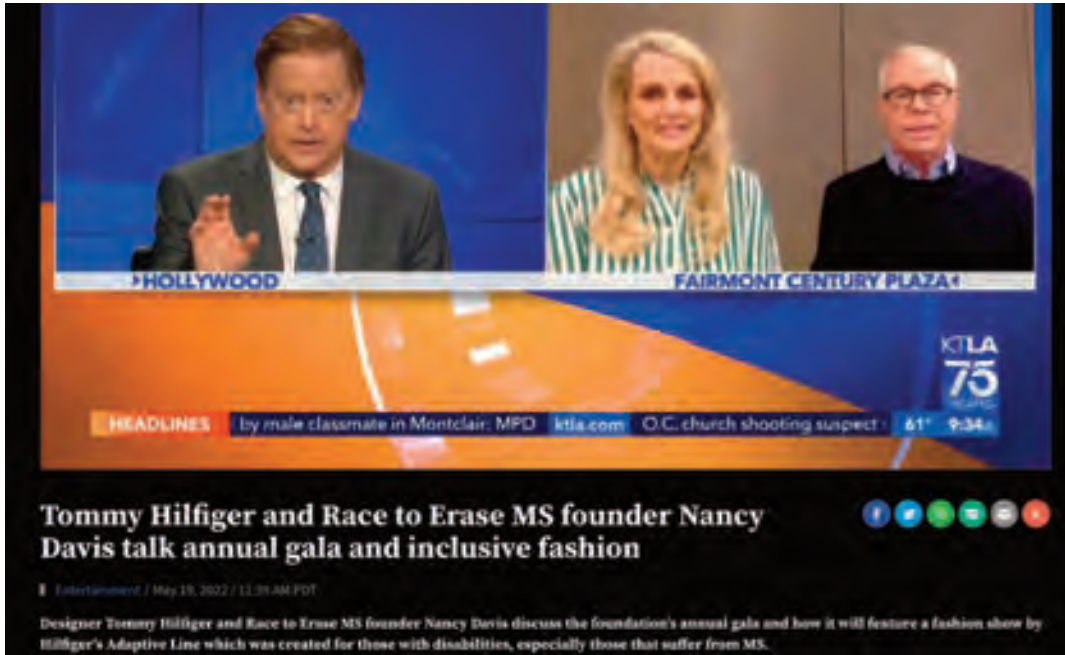 HOLLYWOOD
FAIRMONT CENTURY PLAZA
KTLA
75
YEARS
HEADLINES by male classmate in Montclair: MPD ktla.com O.C. church shooting suspect 61° 9:34
Tommy Hilfiger and Race to Erase MS founder Nancy
Davis talk annual gala and inclusive fashion
Entertainment / May 19, 2022 / 11:39 AM PDT
Designer Tommy Hilfiger and Race to Erase MS founder Nancy Davis discuss the foundation's annual gala and how it will feature a fashion show by
Hilfiger's Adaptive Line which was created for those with disabilities, especially those that suffer from MS.